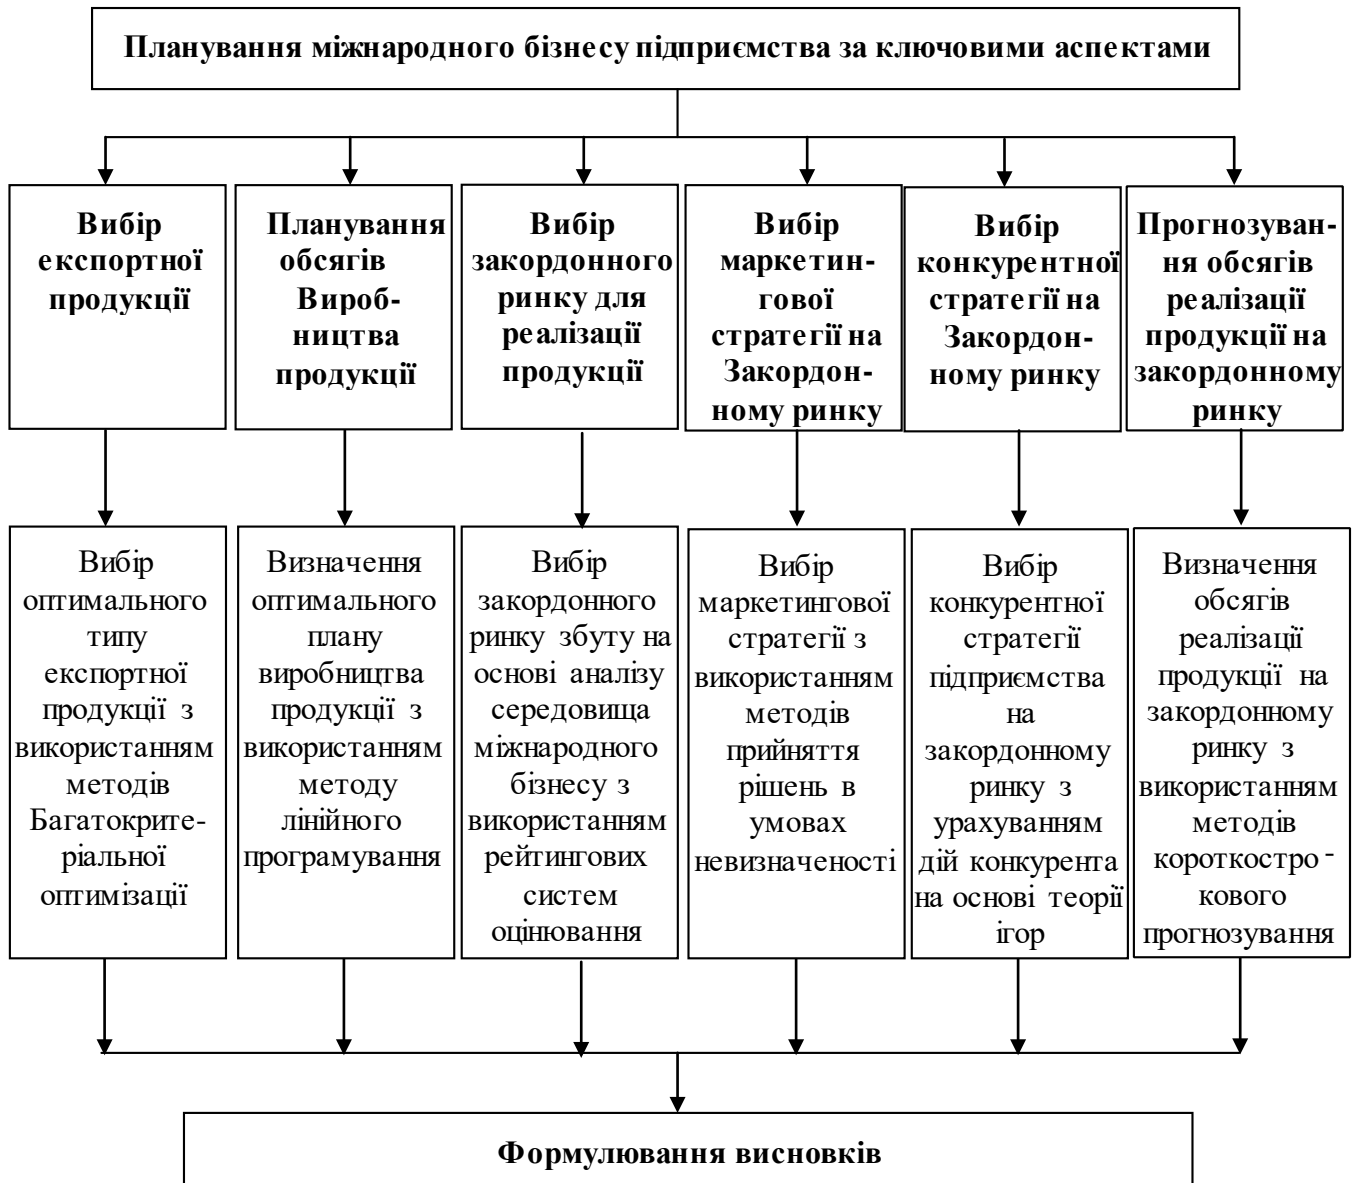 Планування міжнародного бізнесу підприємства за ключовими аспектами
Вибір
експортної
продукції
Планування
обсягів
Вироб-
ництва
продукції
Вибір
закордонного
ринку для
реалізації
продукції
Вибір
маркетин-
гової
стратегії на
Закордон-
ному ринку
Вибір
конкурентної
стратегії на
Закордон-
ному ринку
Прогнозуван-
ня обсягів
реалізації
продукції на
закордонному
ринку
Вибір
оптимального
типу
експортної
продукції з
використанням
методів
Багатокрите-
ріальної
оптимізації
Визначення
оптимального
плану
виробництва
продукції з
використанням
методу
лінійного
програмування
Вибір
закордонного
ринку збуту на
основі аналізу
середовища
міжнародного
бізнесу з
використанням
рейтингових
систем
оцінювання
Вибір
маркетингової
стратегії з
використанням
методів
прийняття
рішень в
умовах
невизначеності
Вибір
конкурентної
стратегії
підприємства
на
закордонному
ринку з
урахуванням
дій конкурента
на основі теорії
ігор
Визначення
обсягів
реалізації
продукції на
закордонному
ринку з
використанням
методів
короткостро-
кового
прогнозування
Формулювання висновків